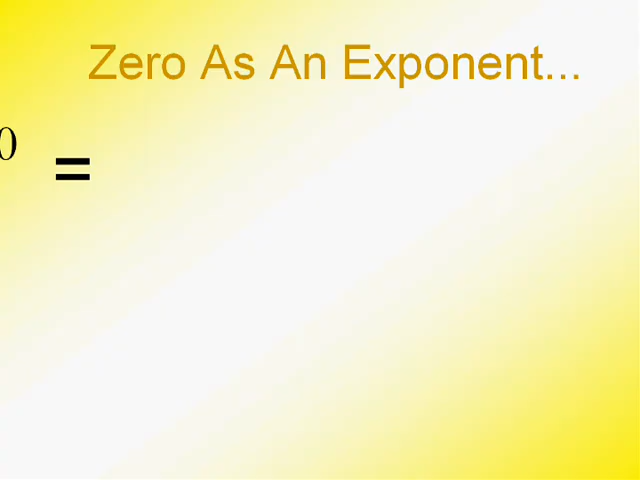 Zero As An Exponent...
0 =